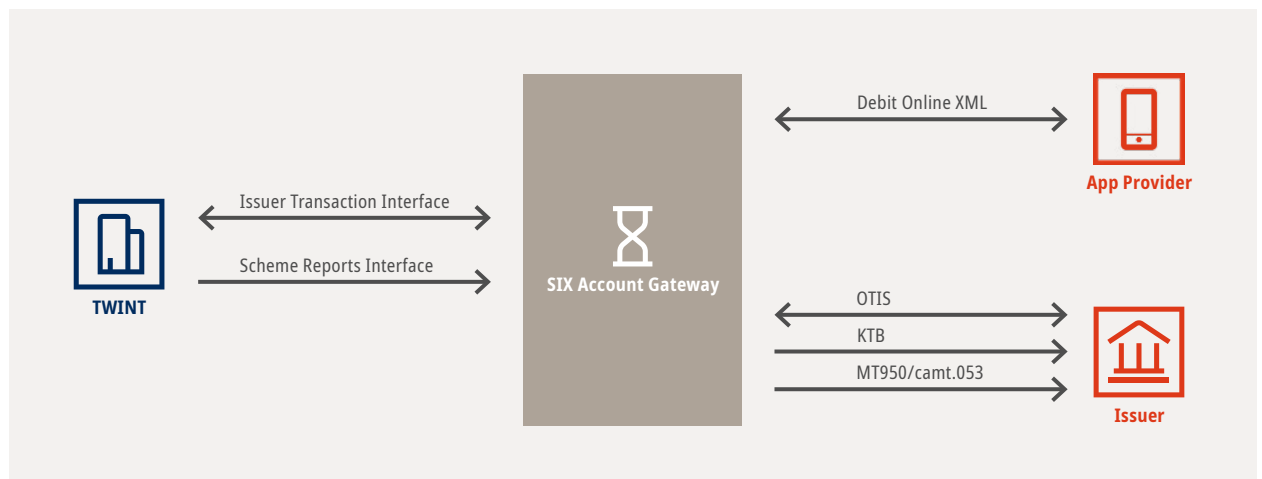 Debit Online XML
App Provider
Issuer Transaction Interface
Scheme Reports Interface
TWINT
SIX Account Gateway
OTIS
KTB
MT950/camt.053
Issuer